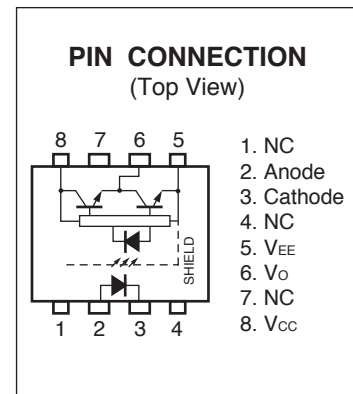 PIN CONNECTION
(Top View)
8 7 6 5
SHIELD
1 2 3 4
1. NC
2. Anode
3. Cathode
4. NC
5. VEE
6. VO
7. NC
8. VCC